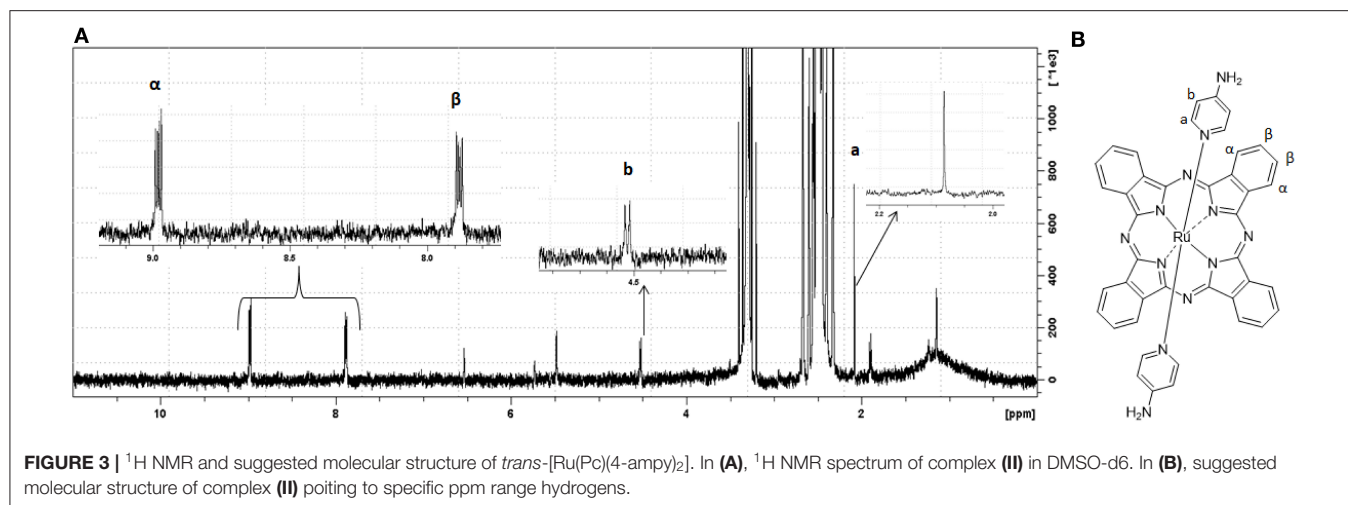 A
B
α
β
b
a
[*1e3]
1000
800
600
400
200
0
9.0
8.5
8.0
4.5
2.2
2.0
10
8
6
4
2
[ppm]
NH₂
b
a
N
β
α
β
α
N
N
N
N
N
Ru
N
N
N
N
H₂N
FIGURE 3 | ¹H NMR and suggested molecular structure of trans-[Ru(Pc)(4-ampy)₂]. In (A), ¹H NMR spectrum of complex (II) in DMSO-d6. In (B), suggested
molecular structure of complex (II) poiting to specific ppm range hydrogens.